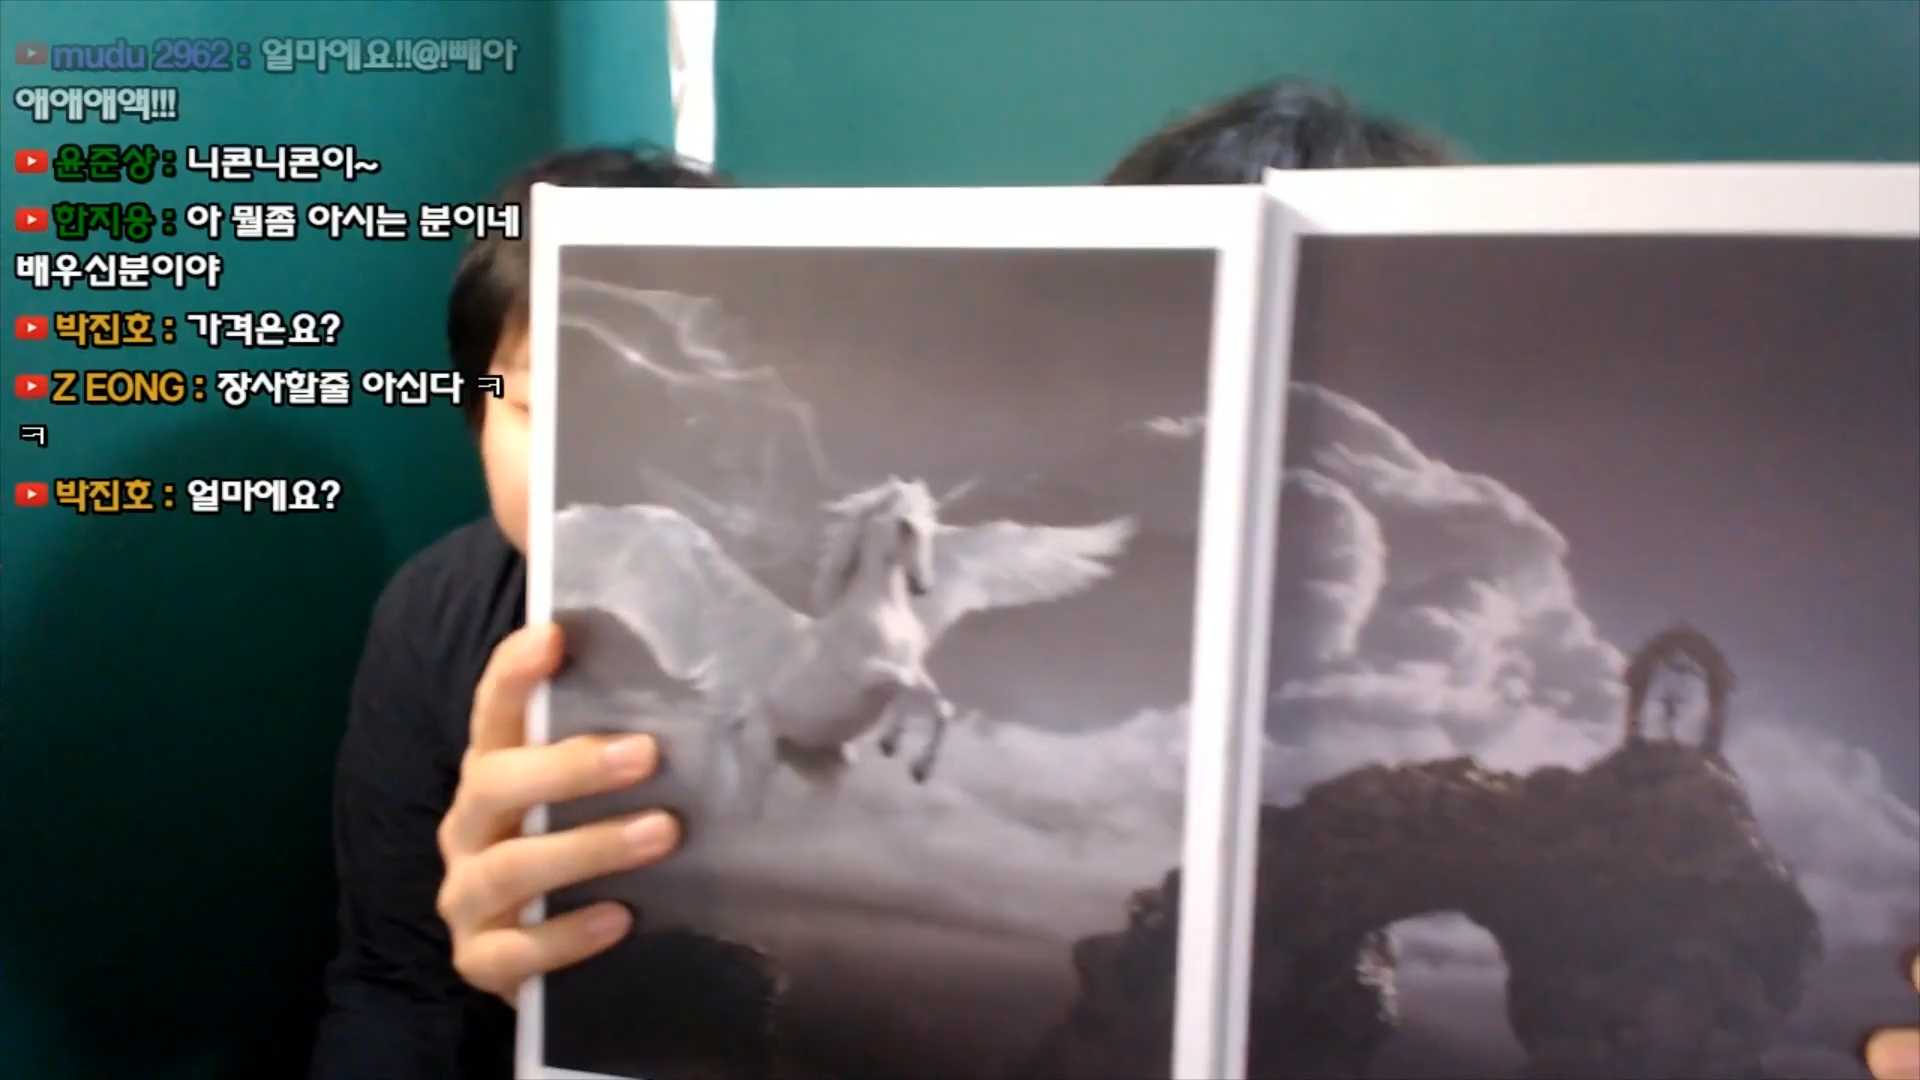 mudu 2962 : 얼마에요!!@!빼아
애애애액!!!
윤준상 : 니콘니콘이~
한지웅 : 아 뭘좀 아시는 분이네
배우신분이야
박진호 : 가격은요?
Z EONG : 장사할줄 아신다 ㅋ
ㅋ
박진호 : 얼마에요?